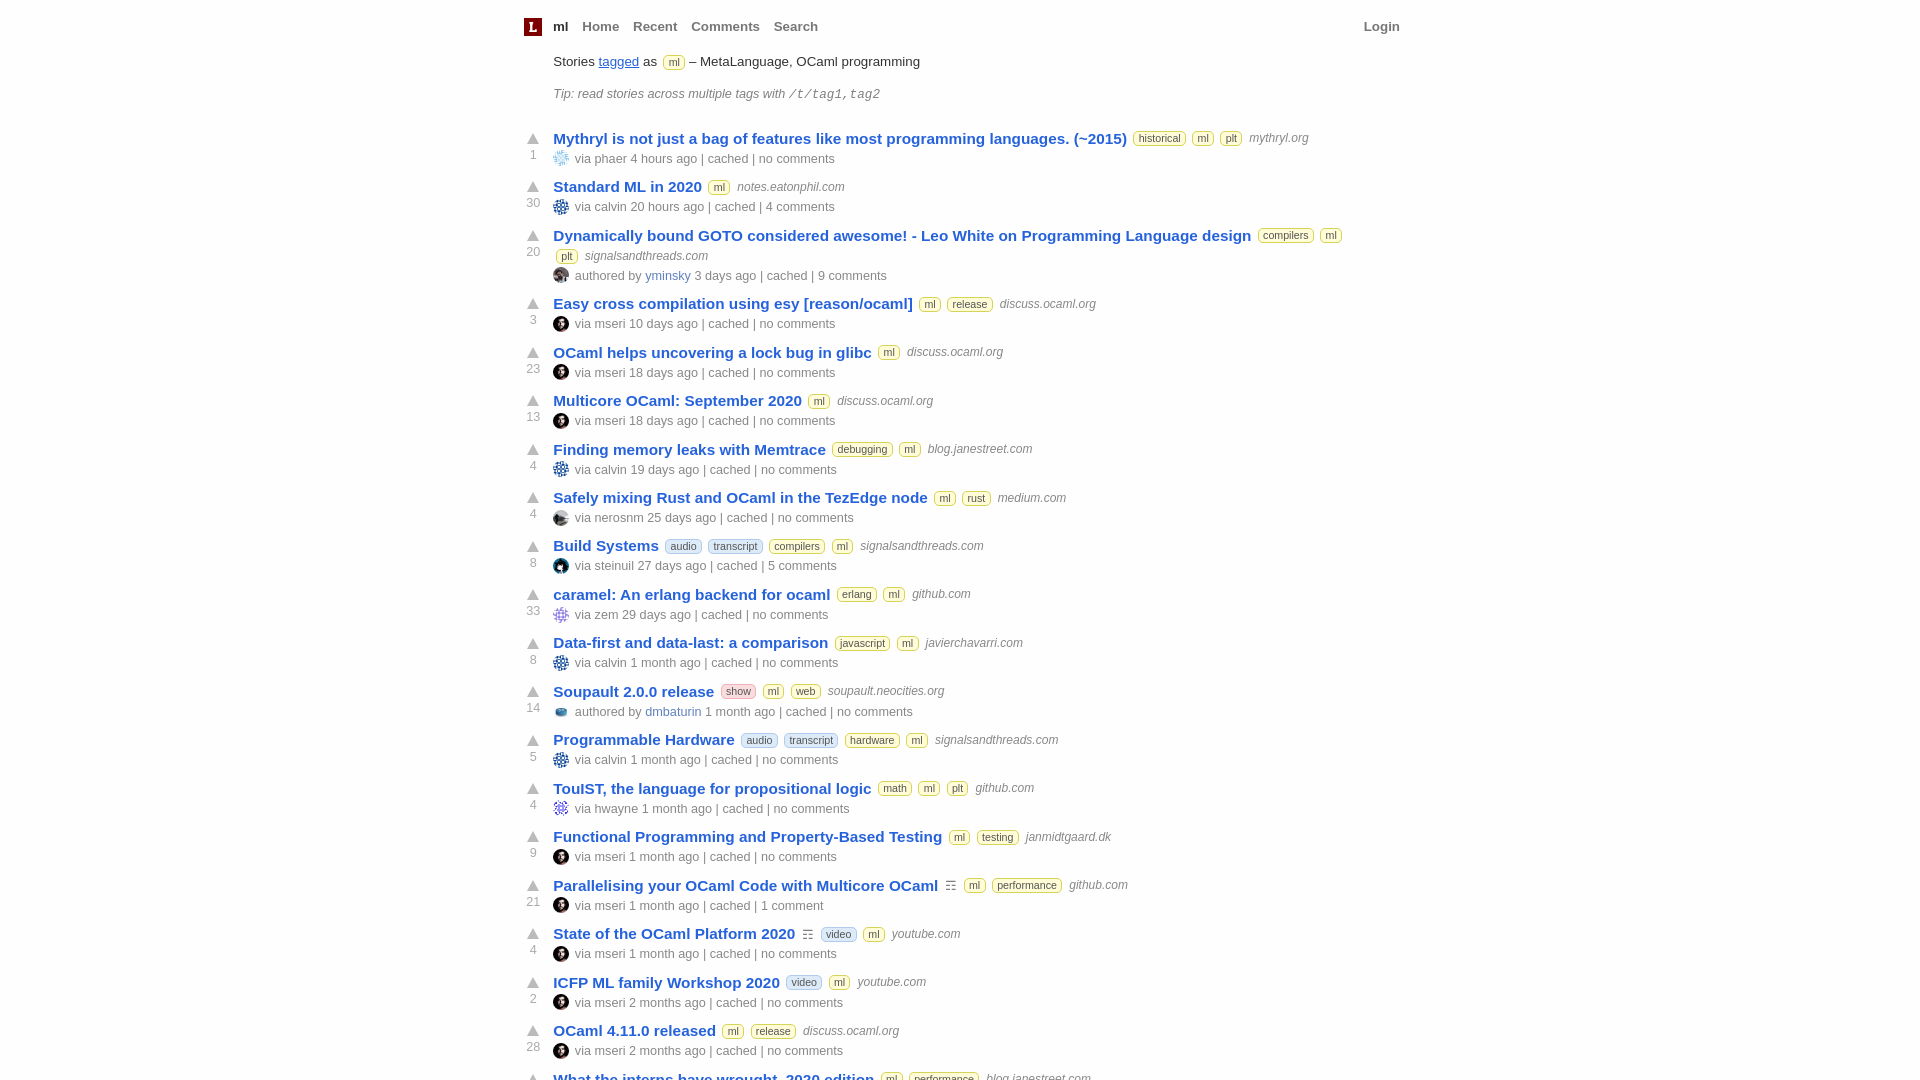 L ml Home Recent Comments Search Login
Stories tagged as ml – MetaLanguage, OCaml programming
Tip: read stories across multiple tags with /t/tag1,tag2
Mythryl is not just a bag of features like most programming languages. (~2015) historical ml plt mythryl.org
1 via phaer 4 hours ago | cached | no comments
Standard ML in 2020 ml notes.eatonphil.com
30 via calvin 20 hours ago | cached | 4 comments
Dynamically bound GOTO considered awesome! - Leo White on Programming Language design compilers ml
20 plt signalsandthreads.com
authored by yminsky 3 days ago | cached | 9 comments
Easy cross compilation using esy [reason/ocaml] ml release discuss.ocaml.org
3 via mseri 10 days ago | cached | no comments
OCaml helps uncovering a lock bug in glibc ml discuss.ocaml.org
23 via mseri 18 days ago | cached | no comments
Multicore OCaml: September 2020 ml discuss.ocaml.org
13 via mseri 18 days ago | cached | no comments
Finding memory leaks with Memtrace debugging ml blog.janestreet.com
4 via calvin 19 days ago | cached | no comments
Safely mixing Rust and OCaml in the TezEdge node ml rust medium.com
4 via nerosnm 25 days ago | cached | no comments
Build Systems audio transcript compilers ml signalsandthreads.com
8 via steinuil 27 days ago | cached | 5 comments
caramel: An erlang backend for ocaml erlang ml github.com
33 via zem 29 days ago | cached | no comments
Data-first and data-last: a comparison javascript ml javierchavarri.com
8 via calvin 1 month ago | cached | no comments
Soupault 2.0.0 release show ml web soupault.neocities.org
14 authored by dmbaturin 1 month ago | cached | no comments
Programmable Hardware audio transcript hardware ml signalsandthreads.com
5 via calvin 1 month ago | cached | no comments
TouIST, the language for propositional logic math ml plt github.com
4 via hwayne 1 month ago | cached | no comments
Functional Programming and Property-Based Testing ml testing janmidtgaard.dk
9 via mseri 1 month ago | cached | no comments
Parallelising your OCaml Code with Multicore OCaml ☶ ml performance github.com
21 via mseri 1 month ago | cached | 1 comment
State of the OCaml Platform 2020 ☶ video ml youtube.com
4 via mseri 1 month ago | cached | no comments
ICFP ML family Workshop 2020 video ml youtube.com
2 via mseri 2 months ago | cached | no comments
OCaml 4.11.0 released ml release discuss.ocaml.org
28 via mseri 2 months ago | cached | no comments
What the interns have wrought, 2020 edition ml performance blog.janestreet.com